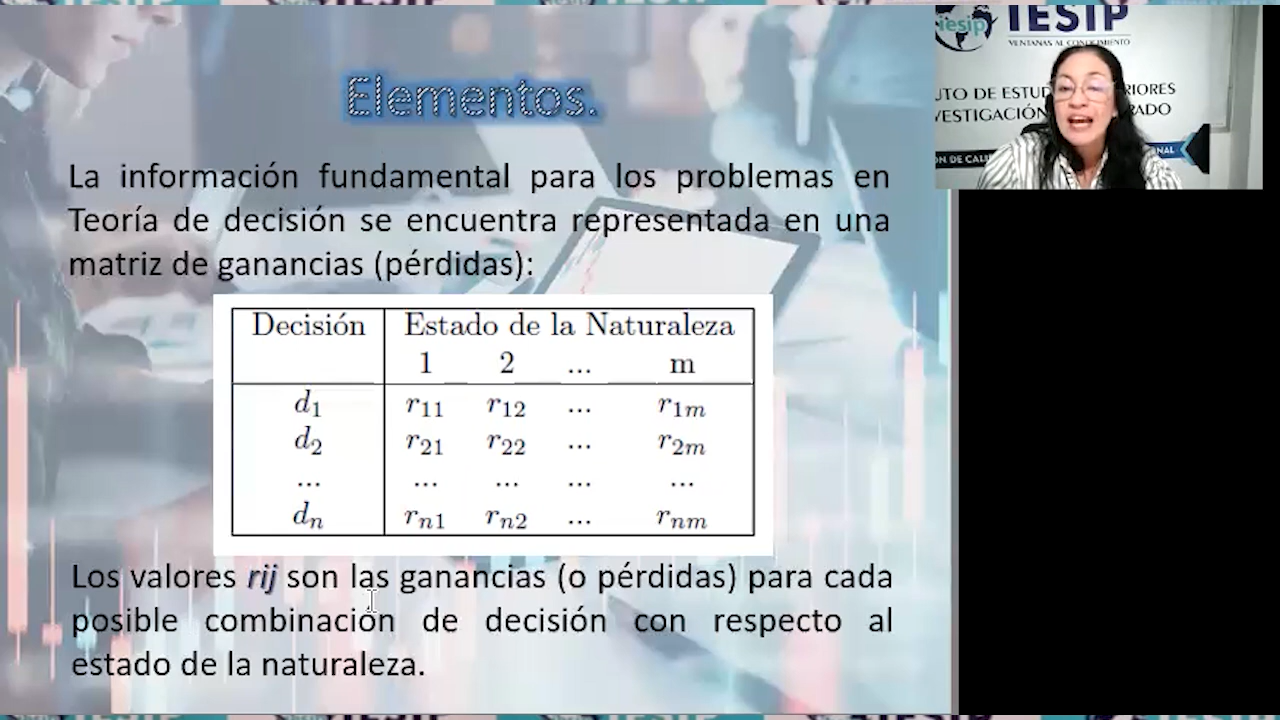 Elementos.
La información fundamental para los problemas en
Teoría de decisión se encuentra representada en una
matriz de ganancias (pérdidas):
Decisión Estado de la Naturaleza
1 2 ... m
d1 r11 r12 ... r1m
d2 r21 r22 ... r2m
... ... ... ... ...
dn rn1 rn2 ... rnm
Los valores rij son las ganancias (o pérdidas) para cada
posible combinación de decisión con respecto al
estado de la naturaleza.
iesip
IESIP
VENTANAS AL CONOCIMIENTO